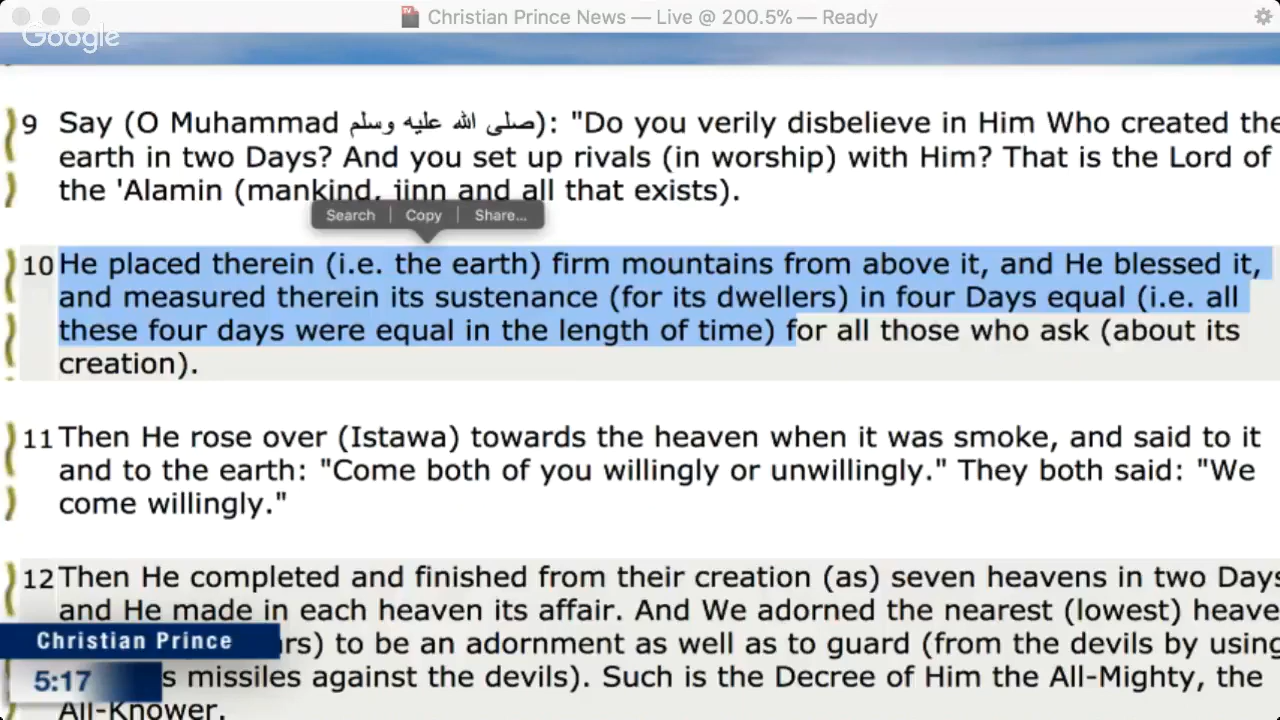 Christian Prince News — Live @ 200.5% — Ready
Google
9 Say (O Muhammad صلى الله عليه وسلم): "Do you verily disbelieve in Him Who created the
earth in two Days? And you set up rivals (in worship) with Him? That is the Lord of
the 'Alamin (mankind, jinn and all that exists).
Search Copy Share...
10 He placed therein (i.e. the earth) firm mountains from above it, and He blessed it,
and measured therein its sustenance (for its dwellers) in four Days equal (i.e. all
these four days were equal in the length of time) for all those who ask (about its
creation).
11 Then He rose over (Istawa) towards the heaven when it was smoke, and said to it
and to the earth: "Come both of you willingly or unwillingly." They both said: "We
come willingly."
12 Then He completed and finished from their creation (as) seven heavens in two Days
and He made in each heaven its affair. And We adorned the nearest (lowest) heave
Christian Prince
rs) to be an adornment as well as to guard (from the devils by using
5:17
s missiles against the devils). Such is the Decree of Him the All-Mighty, the
All-Knower.